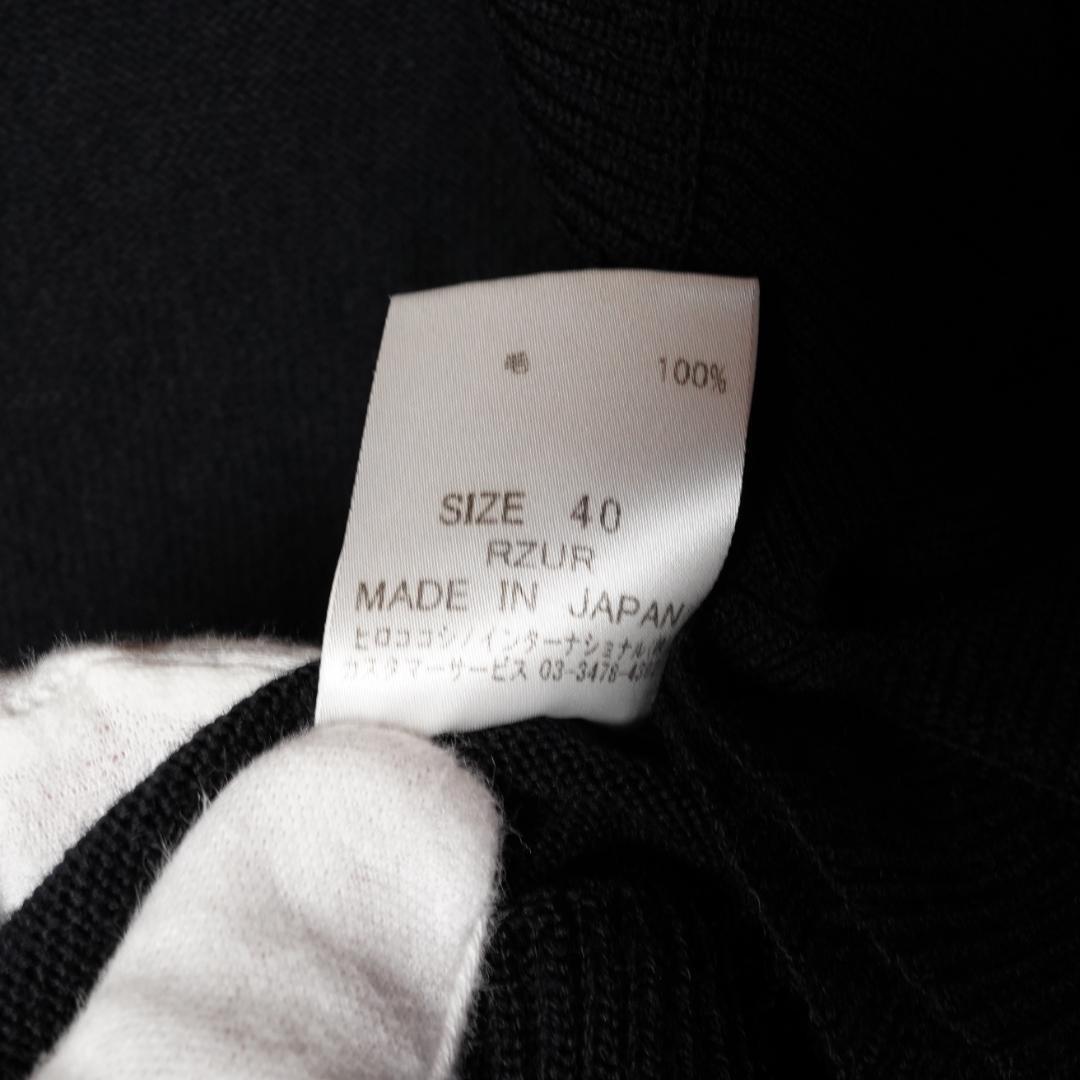 毛 100%
SIZE 40
RZUR
MADE IN JAPAN
ヒロココシノインターナショナル
カスタマーサービス 03-3478-43